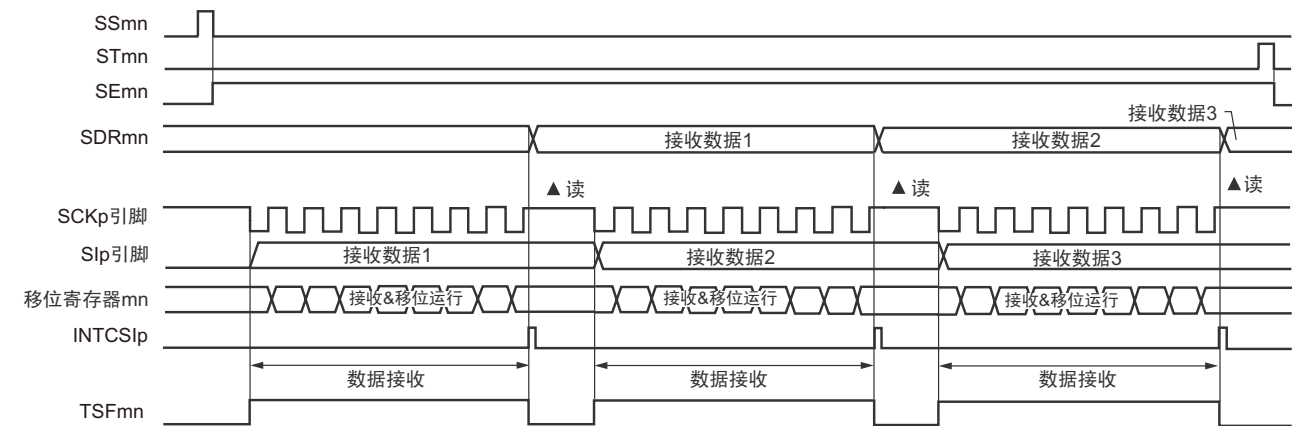 SSmn
STmn
SEmn
接收数据3
SDRmn 接收数据1 接收数据2
▲读 ▲读 ▲读
SCKp引脚
SIp引脚 接收数据1 接收数据2 接收数据3
移位寄存器mn 接收&移位运行 接收&移位运行 接收&移位运行
INTCSIp
数据接收 数据接收 数据接收
TSFmn